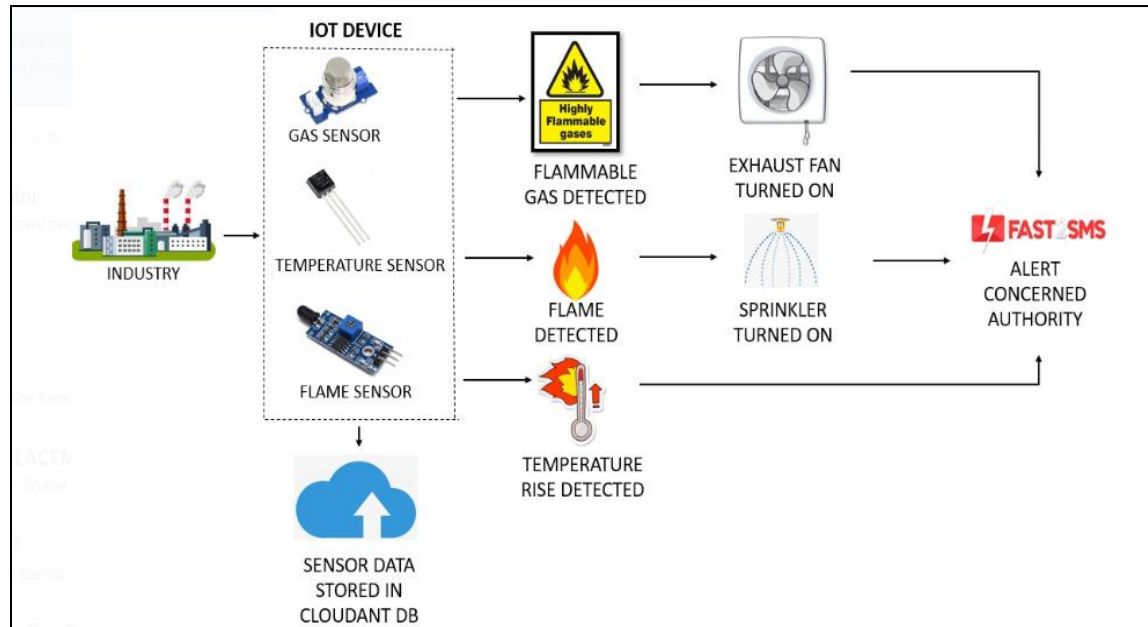 IOT DEVICE
GAS SENSOR
TEMPERATURE SENSOR
FLAME SENSOR
INDUSTRY
Highly
Flammable
gases
FLAMMABLE
GAS DETECTED
EXHAUST FAN
TURNED ON
FLAME
DETECTED
SPRINKLER
TURNED ON
FAST2SMS
ALERT
CONCERNED
AUTHORITY
TEMPERATURE
RISE DETECTED
SENSOR DATA
STORED IN
CLOUDANT DB